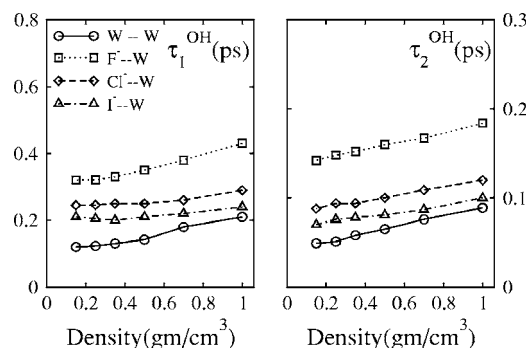 0.8
0.6
0.4
0.2
0
W – W
F⁻--W
Cl⁻--W
I⁻--W
τ₁ᴼᴴ(ps)
τ₂ᴼᴴ(ps)
0.3
0.2
0.1
0
0.2 0.4 0.6 0.8 1
0.2 0.4 0.6 0.8 1
Density(gm/cm³)
Density(gm/cm³)